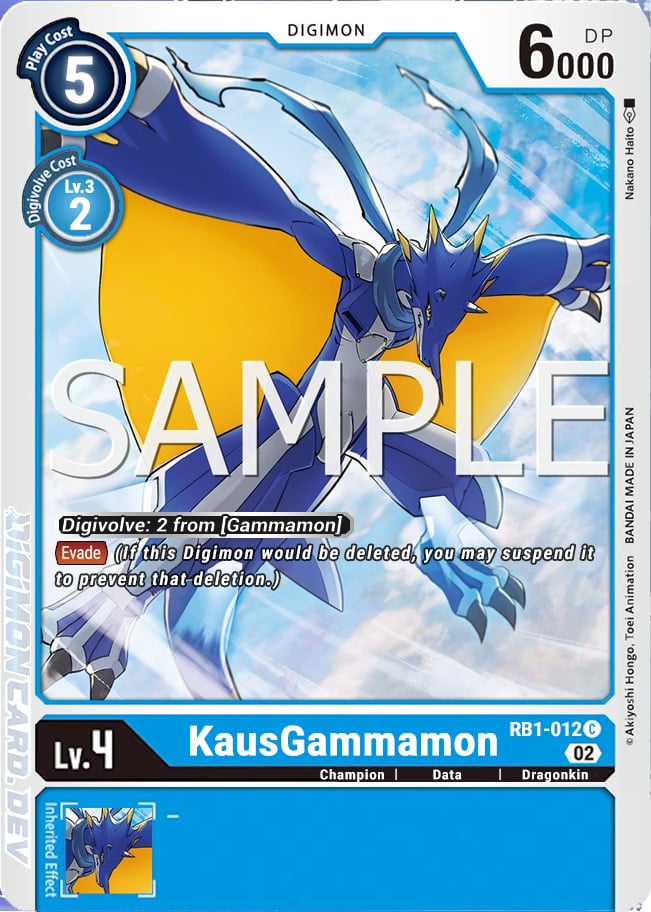 Play Cost
5
DIGIMON
DP
6000
Digivolve Cost
Lv.3
2
Nakano Haito
SAMPLE
Digivolve: 2 from [Gammamon]
Evade (If this Digimon would be deleted, you may suspend it
to prevent that deletion.)
© Akiyoshi Hongo, Toei Animation BANDAI MADE IN JAPAN
DIGIMONCARD.DEV
Lv.4
KausGammamon
RB1-012 C
02
Champion | Data | Dragonkin
Inherited Effect
–